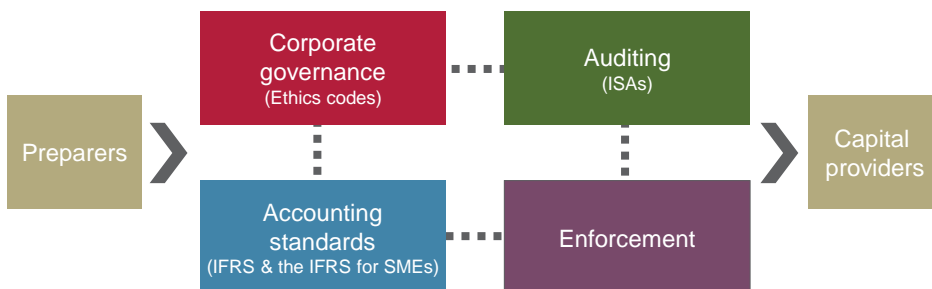 Corporate
governance
(Ethics codes)
Auditing
(ISAs)
Preparers
Capital
providers
Accounting
standards
(IFRS & the IFRS for SMEs)
Enforcement